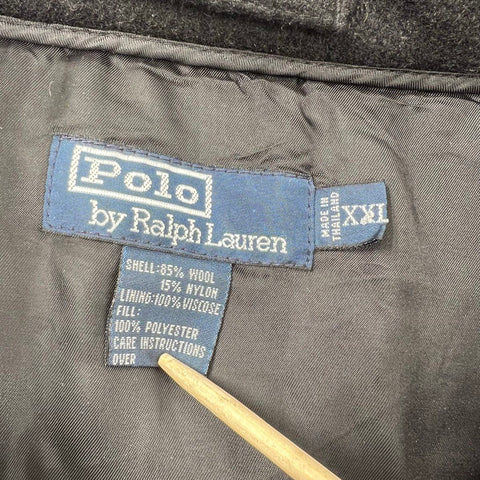 Polo
by Ralph Lauren
MADE IN
THAILAND
XXL
SHELL:85% WOOL
15% NYLON
LINING:100% VISCOSE
FILL:
100% POLYESTER
CARE INSTRUCTIONS
OVER